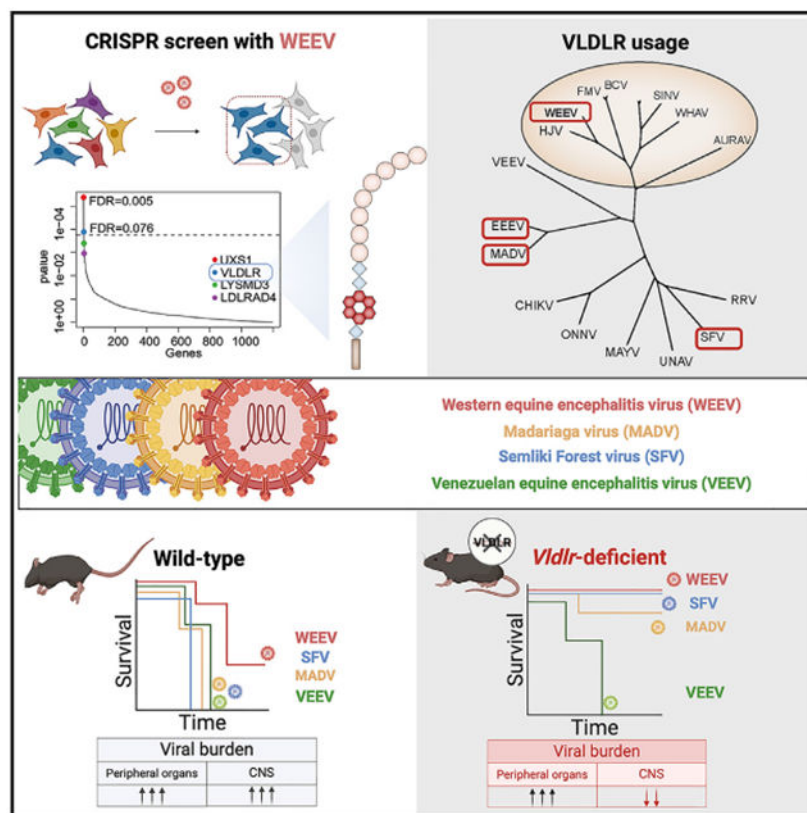 CRISPR screen with WEEV
FDR=0.005
FDR=0.076
pvalue
1e-04
1e-02
1e+00
UXS1
VLDLR
LYSMD3
LDLRAD4
0 200 400 600 800 1000
Genes
VLDLR usage
FMV
BCV
SINV
WEEV
WHAV
HJV
AURAV
VEEV
EEEV
MADV
CHIKV
ONNV
MAYV
UNAV
SFV
RRV
Western equine encephalitis virus (WEEV)
Madariaga virus (MADV)
Semliki Forest virus (SFV)
Venezuelan equine encephalitis virus (VEEV)
Wild-type
Survival
Time
WEEV
SFV
MADV
VEEV
Viral burden
Peripheral organs CNS
↑↑↑ ↑↑↑
VLDLR
Vldlr-deficient
Survival
Time
WEEV
SFV
MADV
VEEV
Viral burden
Peripheral organs CNS
↑↑↑ ↓↓